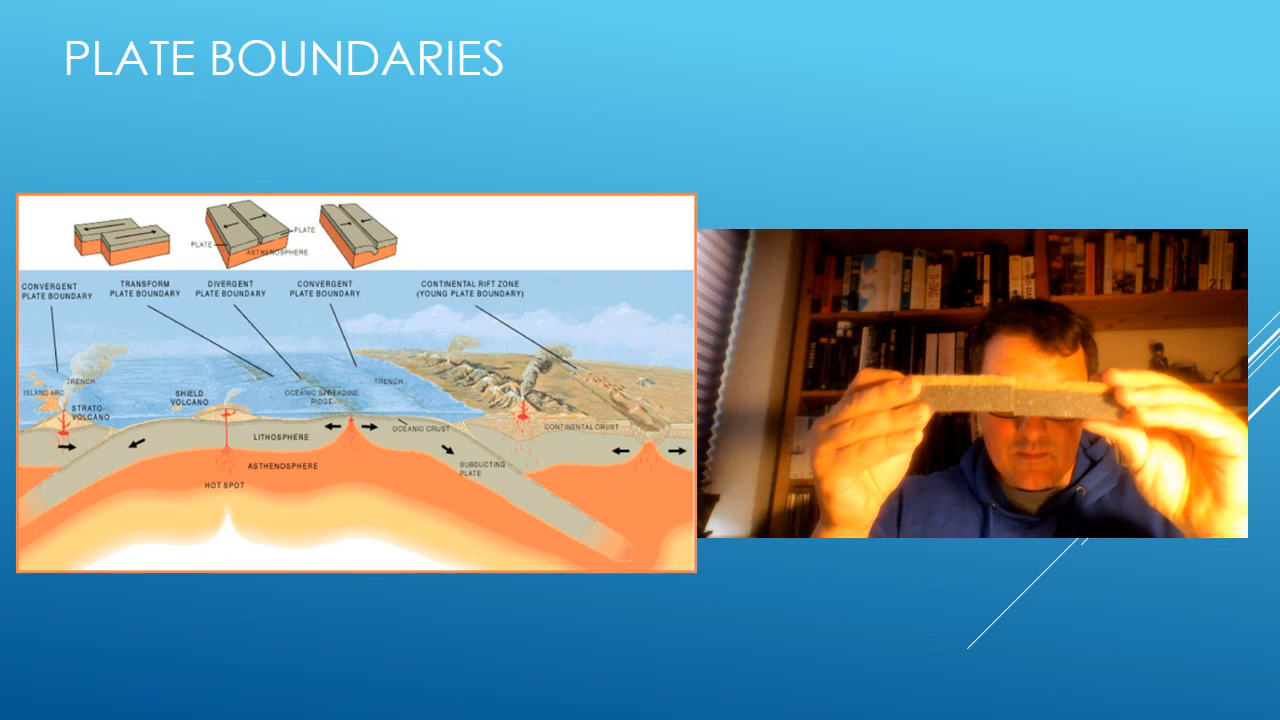 PLATE BOUNDARIES
PLATE
PLATE
ASTHENOSPHERE
CONVERGENT
PLATE BOUNDARY
TRANSFORM
PLATE BOUNDARY
DIVERGENT
PLATE BOUNDARY
CONVERGENT
PLATE BOUNDARY
CONTINENTAL RIFT ZONE
(YOUNG PLATE BOUNDARY)
TRENCH
ISLAND ARC
STRATO-
VOLCANO
SHIELD
VOLCANO
OCEANIC SPREADING
RIDGE
TRENCH
LITHOSPHERE
OCEANIC CRUST
CONTINENTAL CRUST
ASTHENOSPHERE
SUBDUCTING
PLATE
HOT SPOT